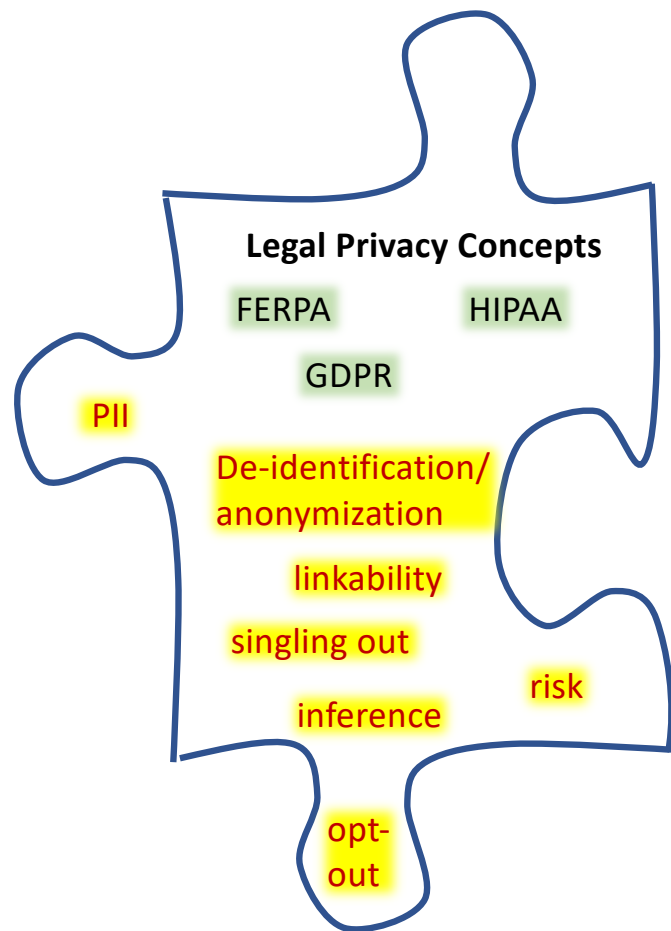 Legal Privacy Concepts
FERPA
HIPAA
GDPR
PII
De-identification/
anonymization
linkability
singling out
risk
inference
opt-
out